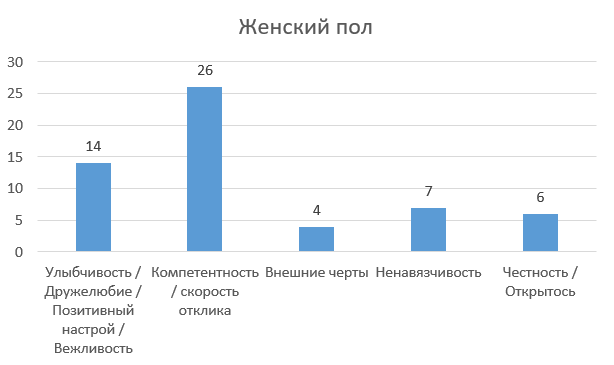 Женский пол
30
25
20
15
10
5
0
14
26
4
7
6
Улыбчивость /
Дружелюбие /
Позитивный
настрой /
Вежливость
Компетентность
/ скорость
отклика
Внешние черты
Ненавязчивость
Честность /
Открытось